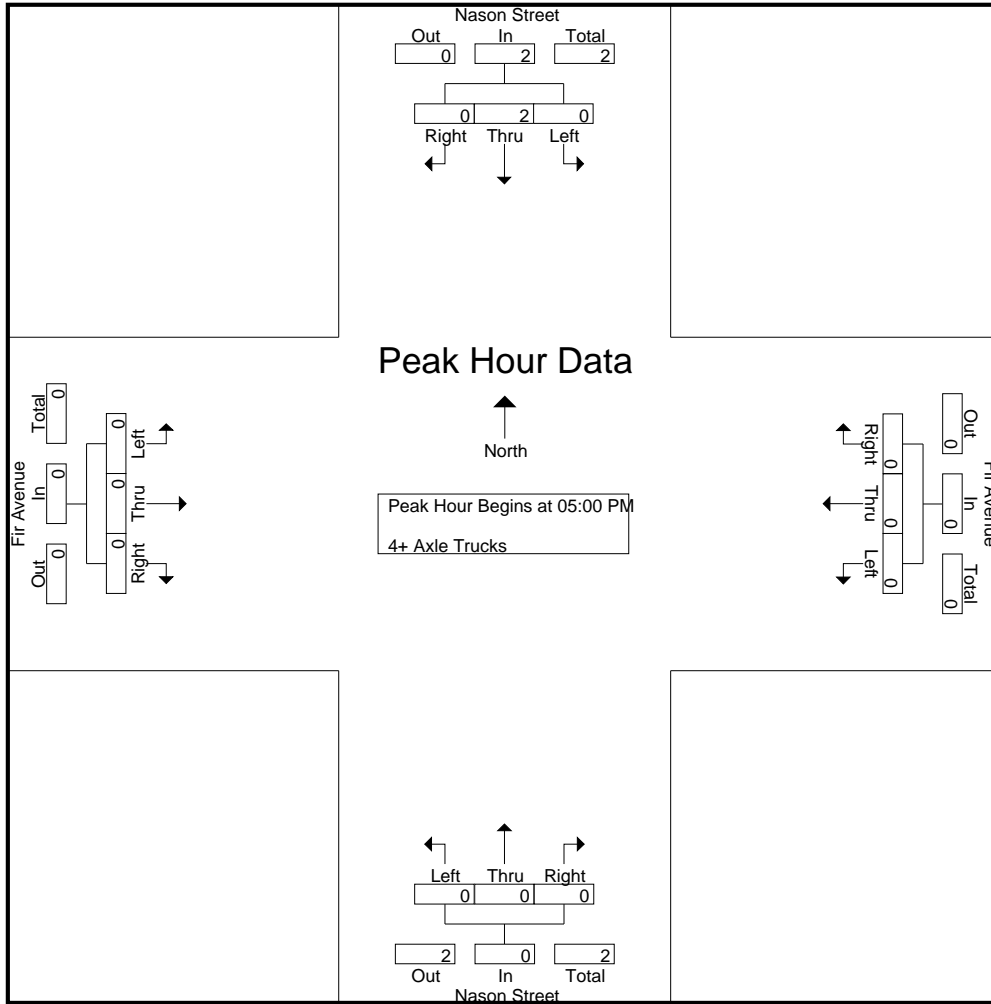 Nason Street
Out In Total
0 2 2
0 2 0
Right Thru Left
Peak Hour Data
North
Peak Hour Begins at 05:00 PM
4+ Axle Trucks
Fir Avenue
Total In Out
0 0 0
0 0 0
Left Thru Right
Right Thru Left
0 0 0
Out In Total
0 0 0
Fir Avenue
Left Thru Right
0 0 0
2 0 2
Out In Total
Nason Street